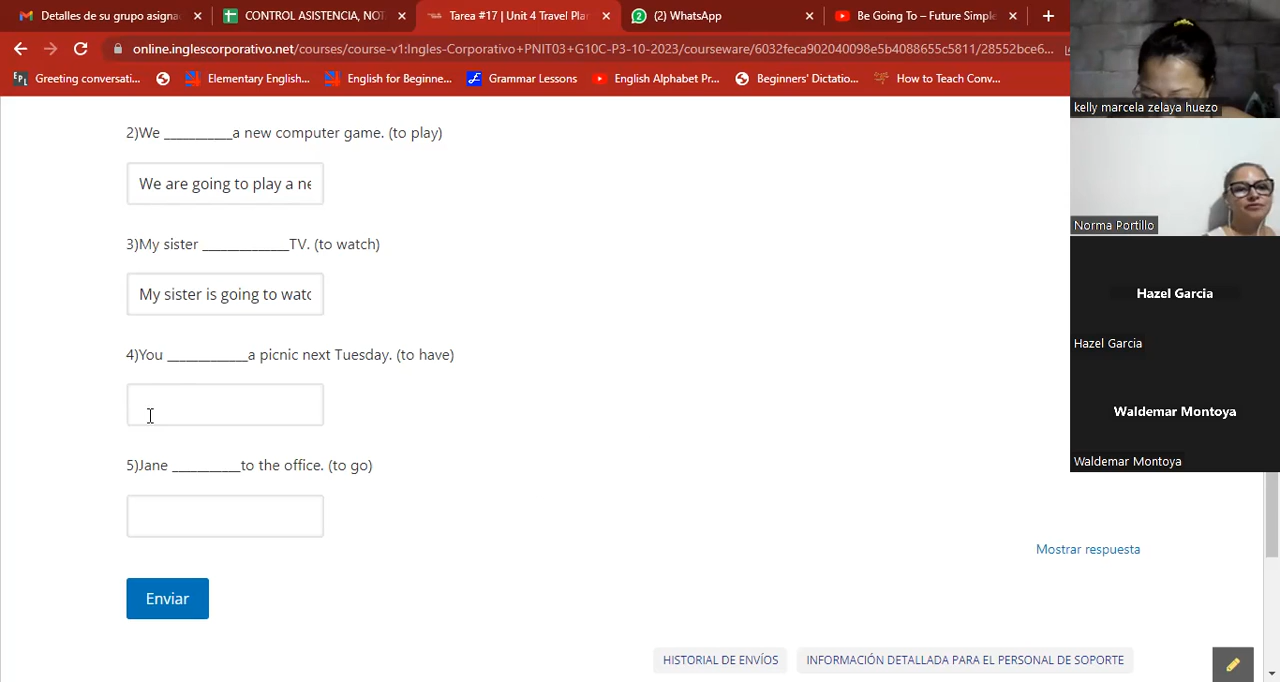 Detalles de su grupo asigna
CONTROL ASISTENCIA, NOT
Tarea #17 | Unit 4 Travel Plan
(2) WhatsApp
Be Going To – Future Simple
online.inglescorporativo.net/courses/course-v1:Ingles-Corporativo+PNIT03+G10C-P3-10-2023/courseware/6032feca902040098e5b4088655c5811/28552bce6...
Greeting conversati...
Elementary English...
English for Beginne...
Grammar Lessons
English Alphabet Pr...
Beginners' Dictatio...
How to Teach Conv...
2)We __________a new computer game. (to play)
We are going to play a ne
3)My sister _____________TV. (to watch)
My sister is going to watc
4)You ____________a picnic next Tuesday. (to have)
5)Jane __________to the office. (to go)
Mostrar respuesta
Enviar
HISTORIAL DE ENVÍOS
INFORMACIÓN DETALLADA PARA EL PERSONAL DE SOPORTE
kelly marcela zelaya huezo
Norma Portillo
Hazel Garcia
Hazel Garcia
Waldemar Montoya
Waldemar Montoya